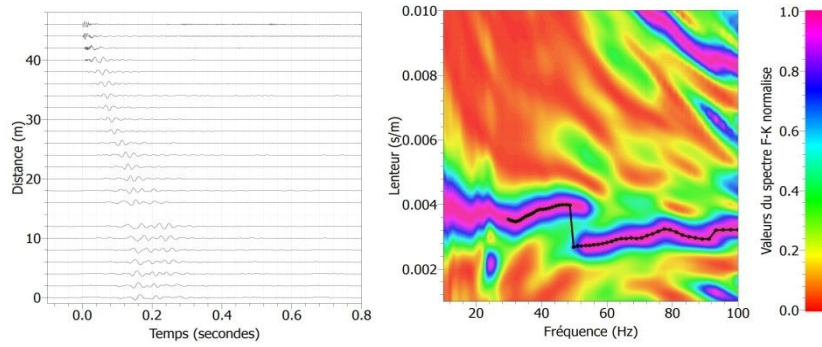 40
30
20
10
0
Distance (m)
0.0 0.2 0.4 0.6 0.8
Temps (secondes)
0.010
0.008
0.006
0.004
0.002
Lenteur (s/m)
20 40 60 80 100
Fréquence (Hz)
1.0
0.8
0.6
0.4
0.2
0.0
Valeurs du spectre F-K normalise